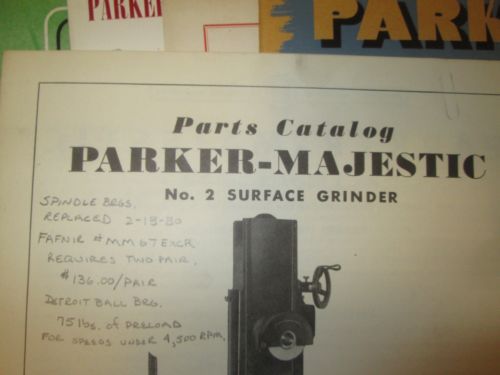 PARKER
PARK
Parts Catalog
PARKER-MAJESTIC
No. 2 SURFACE GRINDER
SPINDLE BRGS,
REPLACED 2-15-80
FAFNIR # MM 67 EXCR
REQUIRES TWO PAIR,
$136.00/PAIR
DETROIT BALL BRG.
75 lbs. of PRELOAD
FOR SPEEDS UNDER 4,500 RPM,